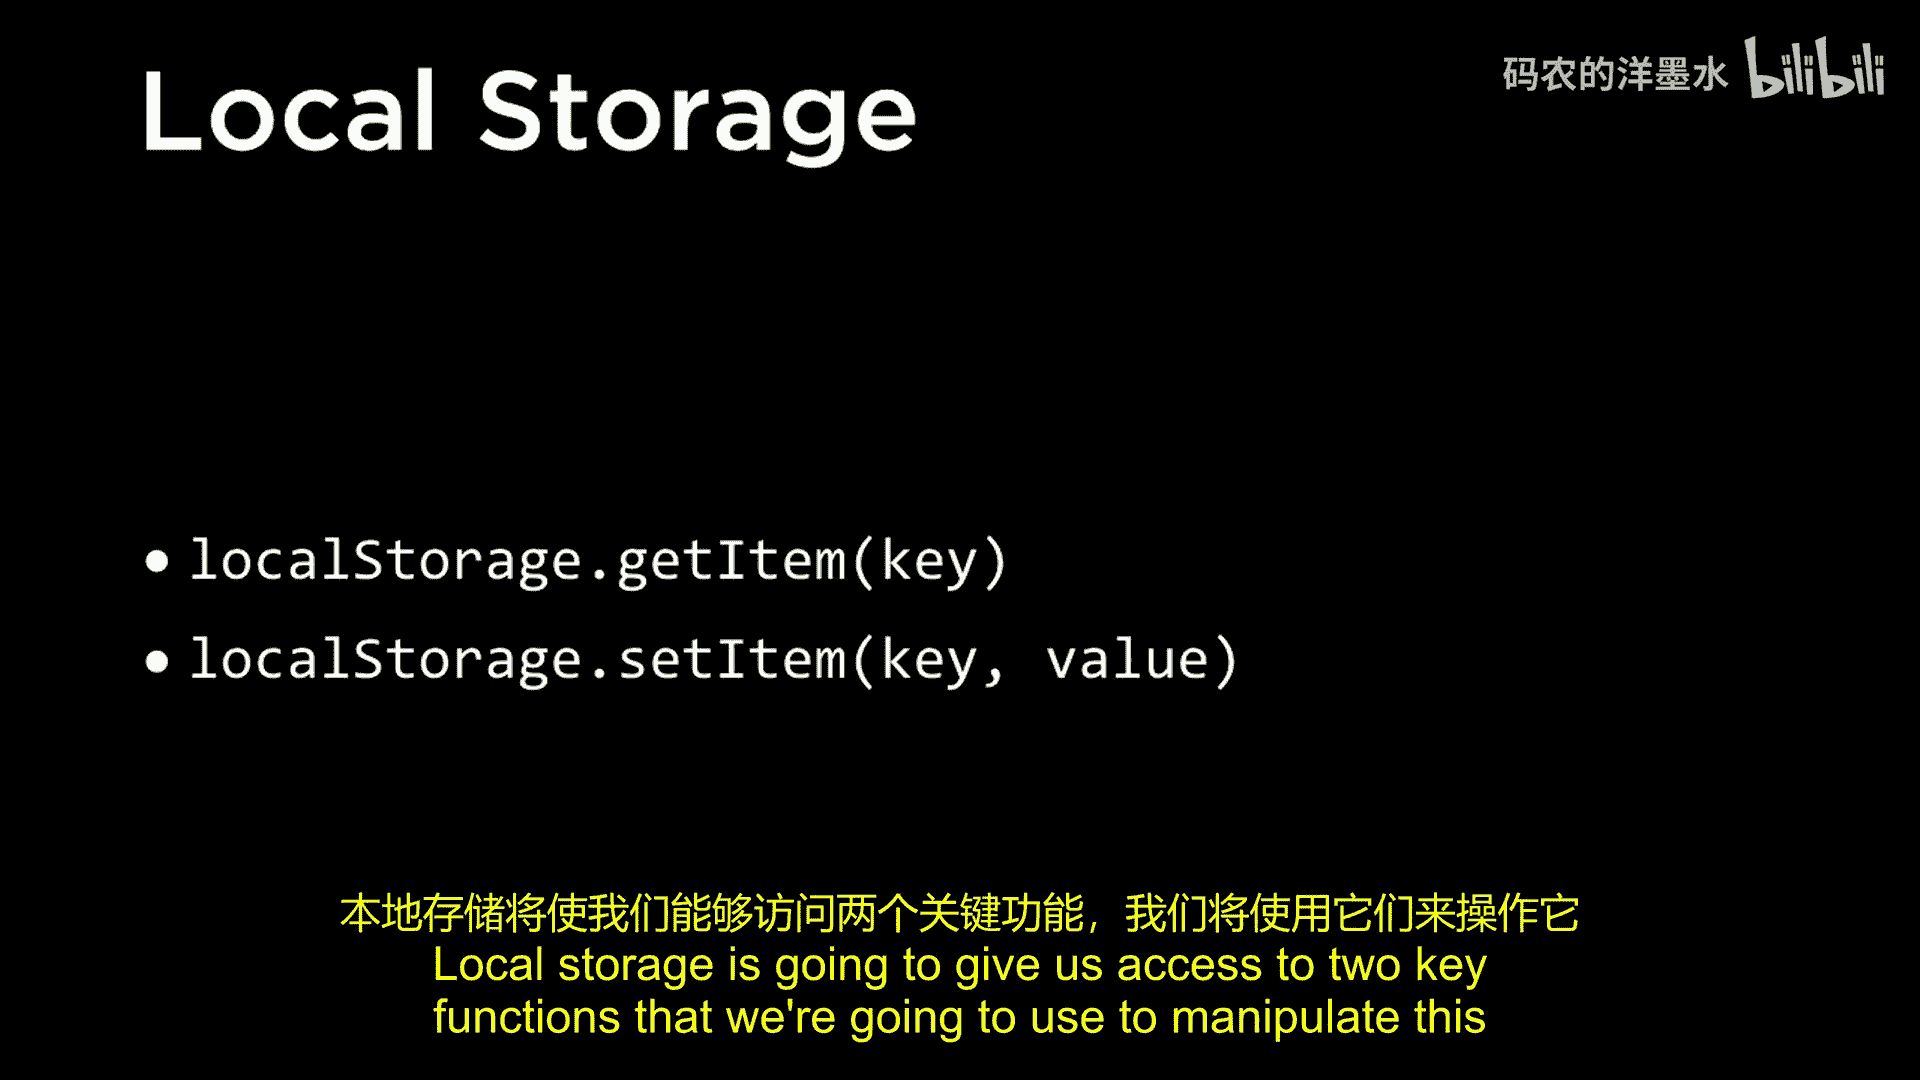 Local Storage
码农的洋墨水 bilibili
• localStorage.getItem(key)
• localStorage.setItem(key, value)
本地存储将使我们能够访问两个关键功能，我们将使用它们来操作它
Local storage is going to give us access to two key
functions that we're going to use to manipulate this